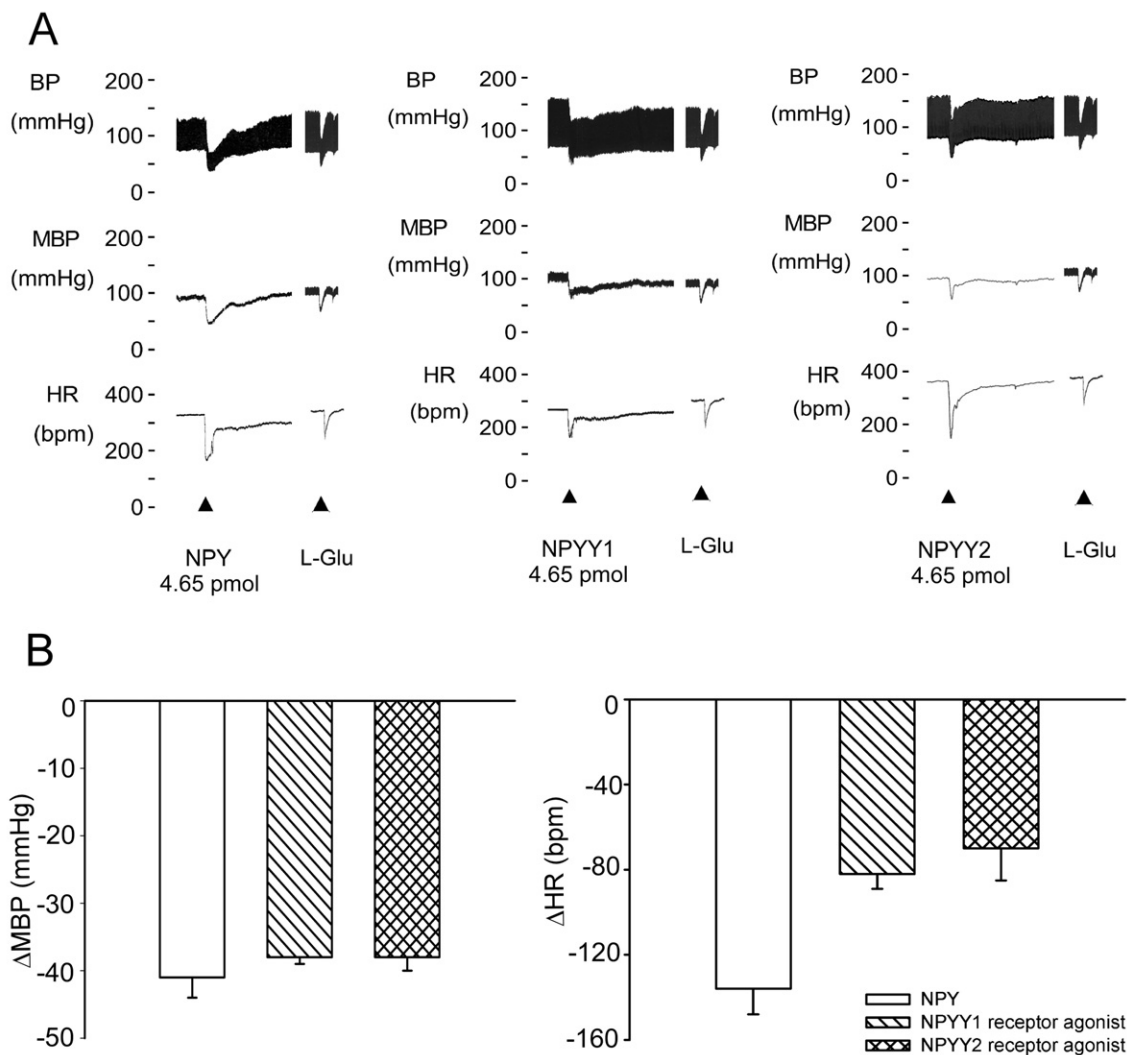 A
BP
(mmHg)
200
100
0
MBP
(mmHg)
200
100
0
HR
(bpm)
400
200
0
NPY
4.65 pmol
L-Glu
BP
(mmHg)
200
100
0
MBP
(mmHg)
200
100
0
HR
(bpm)
400
200
0
NPYY1
4.65 pmol
L-Glu
BP
(mmHg)
200
100
0
MBP
(mmHg)
200
100
0
HR
(bpm)
400
200
0
NPYY2
4.65 pmol
L-Glu
B
ΔMBP (mmHg)
0
-10
-20
-30
-40
-50
ΔHR (bpm)
0
-40
-80
-120
-160
NPY
NPYY1 receptor agonist
NPYY2 receptor agonist